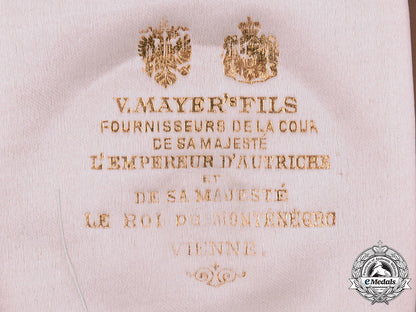 V. MAYER'S FILS
FOURNISSEURS DE LA COUR
DE SA MAJESTÉ
L'EMPEREUR D'AUTRICHE
ET
DE SA MAJESTÉ
LE ROI DE MONTENÉGRO
VIENNE.
eMedals